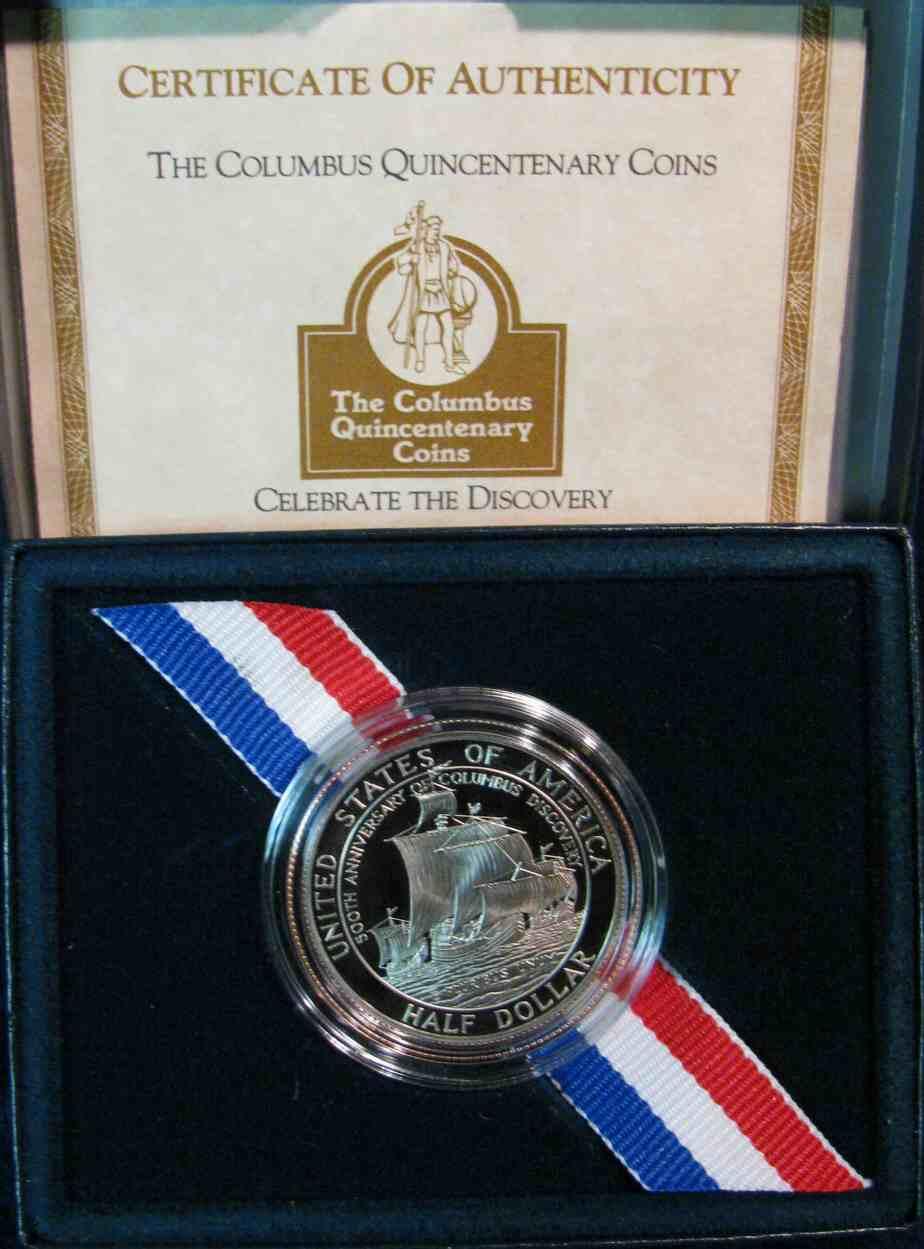 CERTIFICATE OF AUTHENTICITY
THE COLUMBUS QUINCENTENARY COINS
The Columbus
Quincentenary
Coins
CELEBRATE THE DISCOVERY
UNITED STATES OF AMERICA
500TH ANNIVERSARY OF COLUMBUS DISCOVERY
HALF DOLLAR